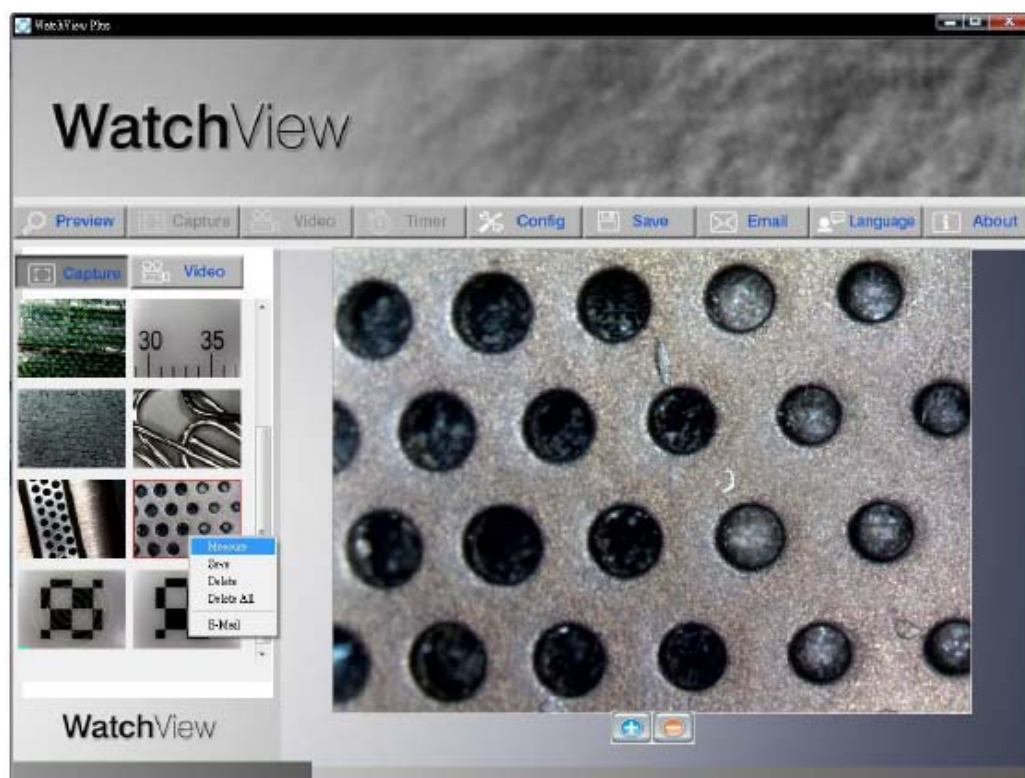 WatchView Plus
WatchView
Preview Capture Video Timer Config Save Email Language About
Capture Video
30 35
Measure
Save
Delete
Delete All
E-Mail
WatchView